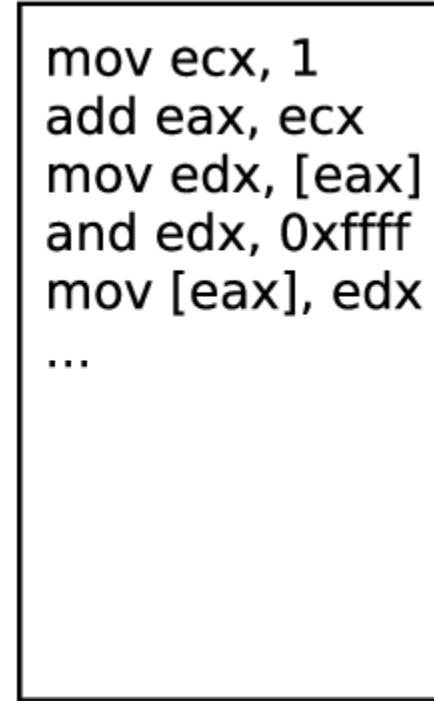 mov ecx, 1
add eax, ecx
mov edx, [eax]
and edx, 0xffff
mov [eax], edx
...